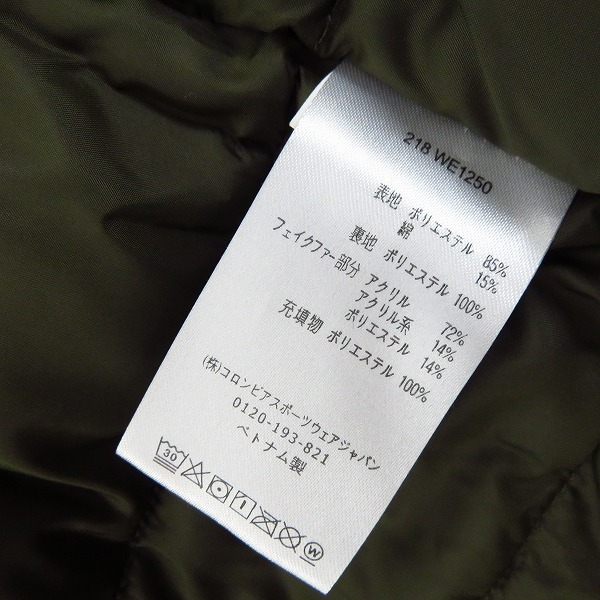 218 WE1250
表地 ポリエステル 85%
綿 15%
裏地 ポリエステル 100%
フェイクファー部分 アクリル 72%
アクリル系 14%
ポリエステル 14%
充填物 ポリエステル 100%
(株)コロンビアスポーツウェアジャパン
0120-193-821
ベトナム製
30 W